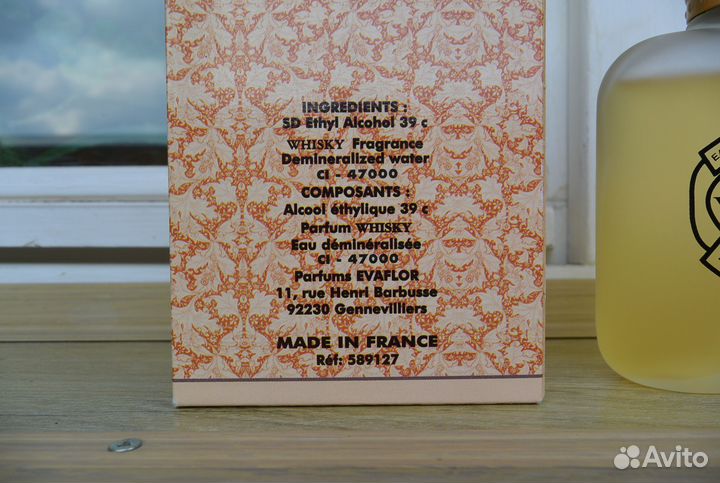 INGREDIENTS :
SD Ethyl Alcohol 39 c
WHISKY Fragrance
Demineralized water
CI - 47000
COMPOSANTS :
Alcool éthylique 39 c
Parfum WHISKY
Eau déminéralisée
CI - 47000
Parfums EVAFLOR
11, rue Henri Barbusse
92230 Gennevilliers
MADE IN FRANCE
Réf: 589127
Avito